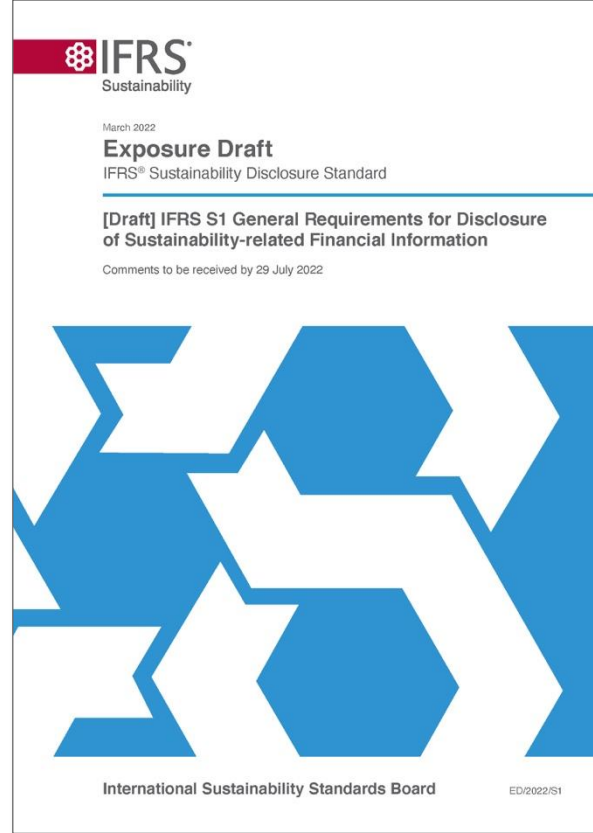 IFRS®
Sustainability
March 2022
Exposure Draft
IFRS® Sustainability Disclosure Standard
[Draft] IFRS S1 General Requirements for Disclosure
of Sustainability-related Financial Information
Comments to be received by 29 July 2022
International Sustainability Standards Board
ED/2022/S1